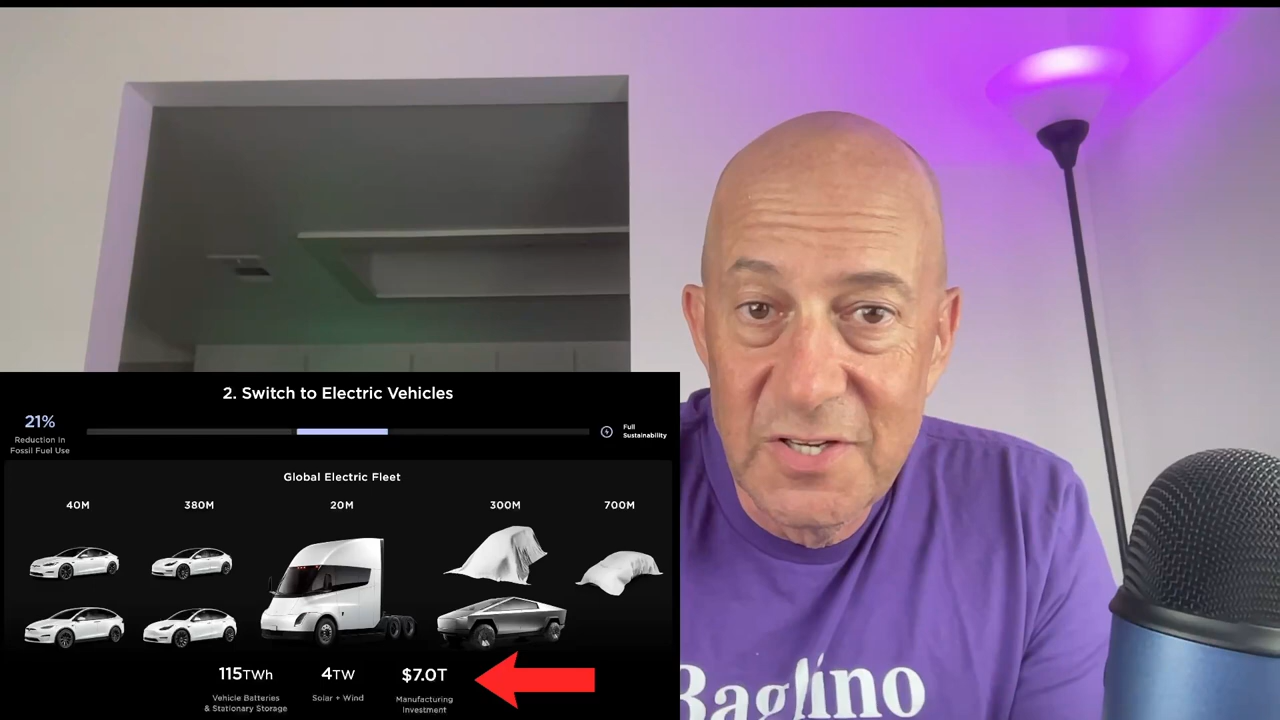 2. Switch to Electric Vehicles
21%
Reduction In
Fossil Fuel Use
Full
Sustainability
Global Electric Fleet
40M 380M 20M 300M 700M
115TWh 4TW $7.0T
Vehicle Batteries
& Stationary Storage
Solar + Wind
Manufacturing
Investment
Baglino